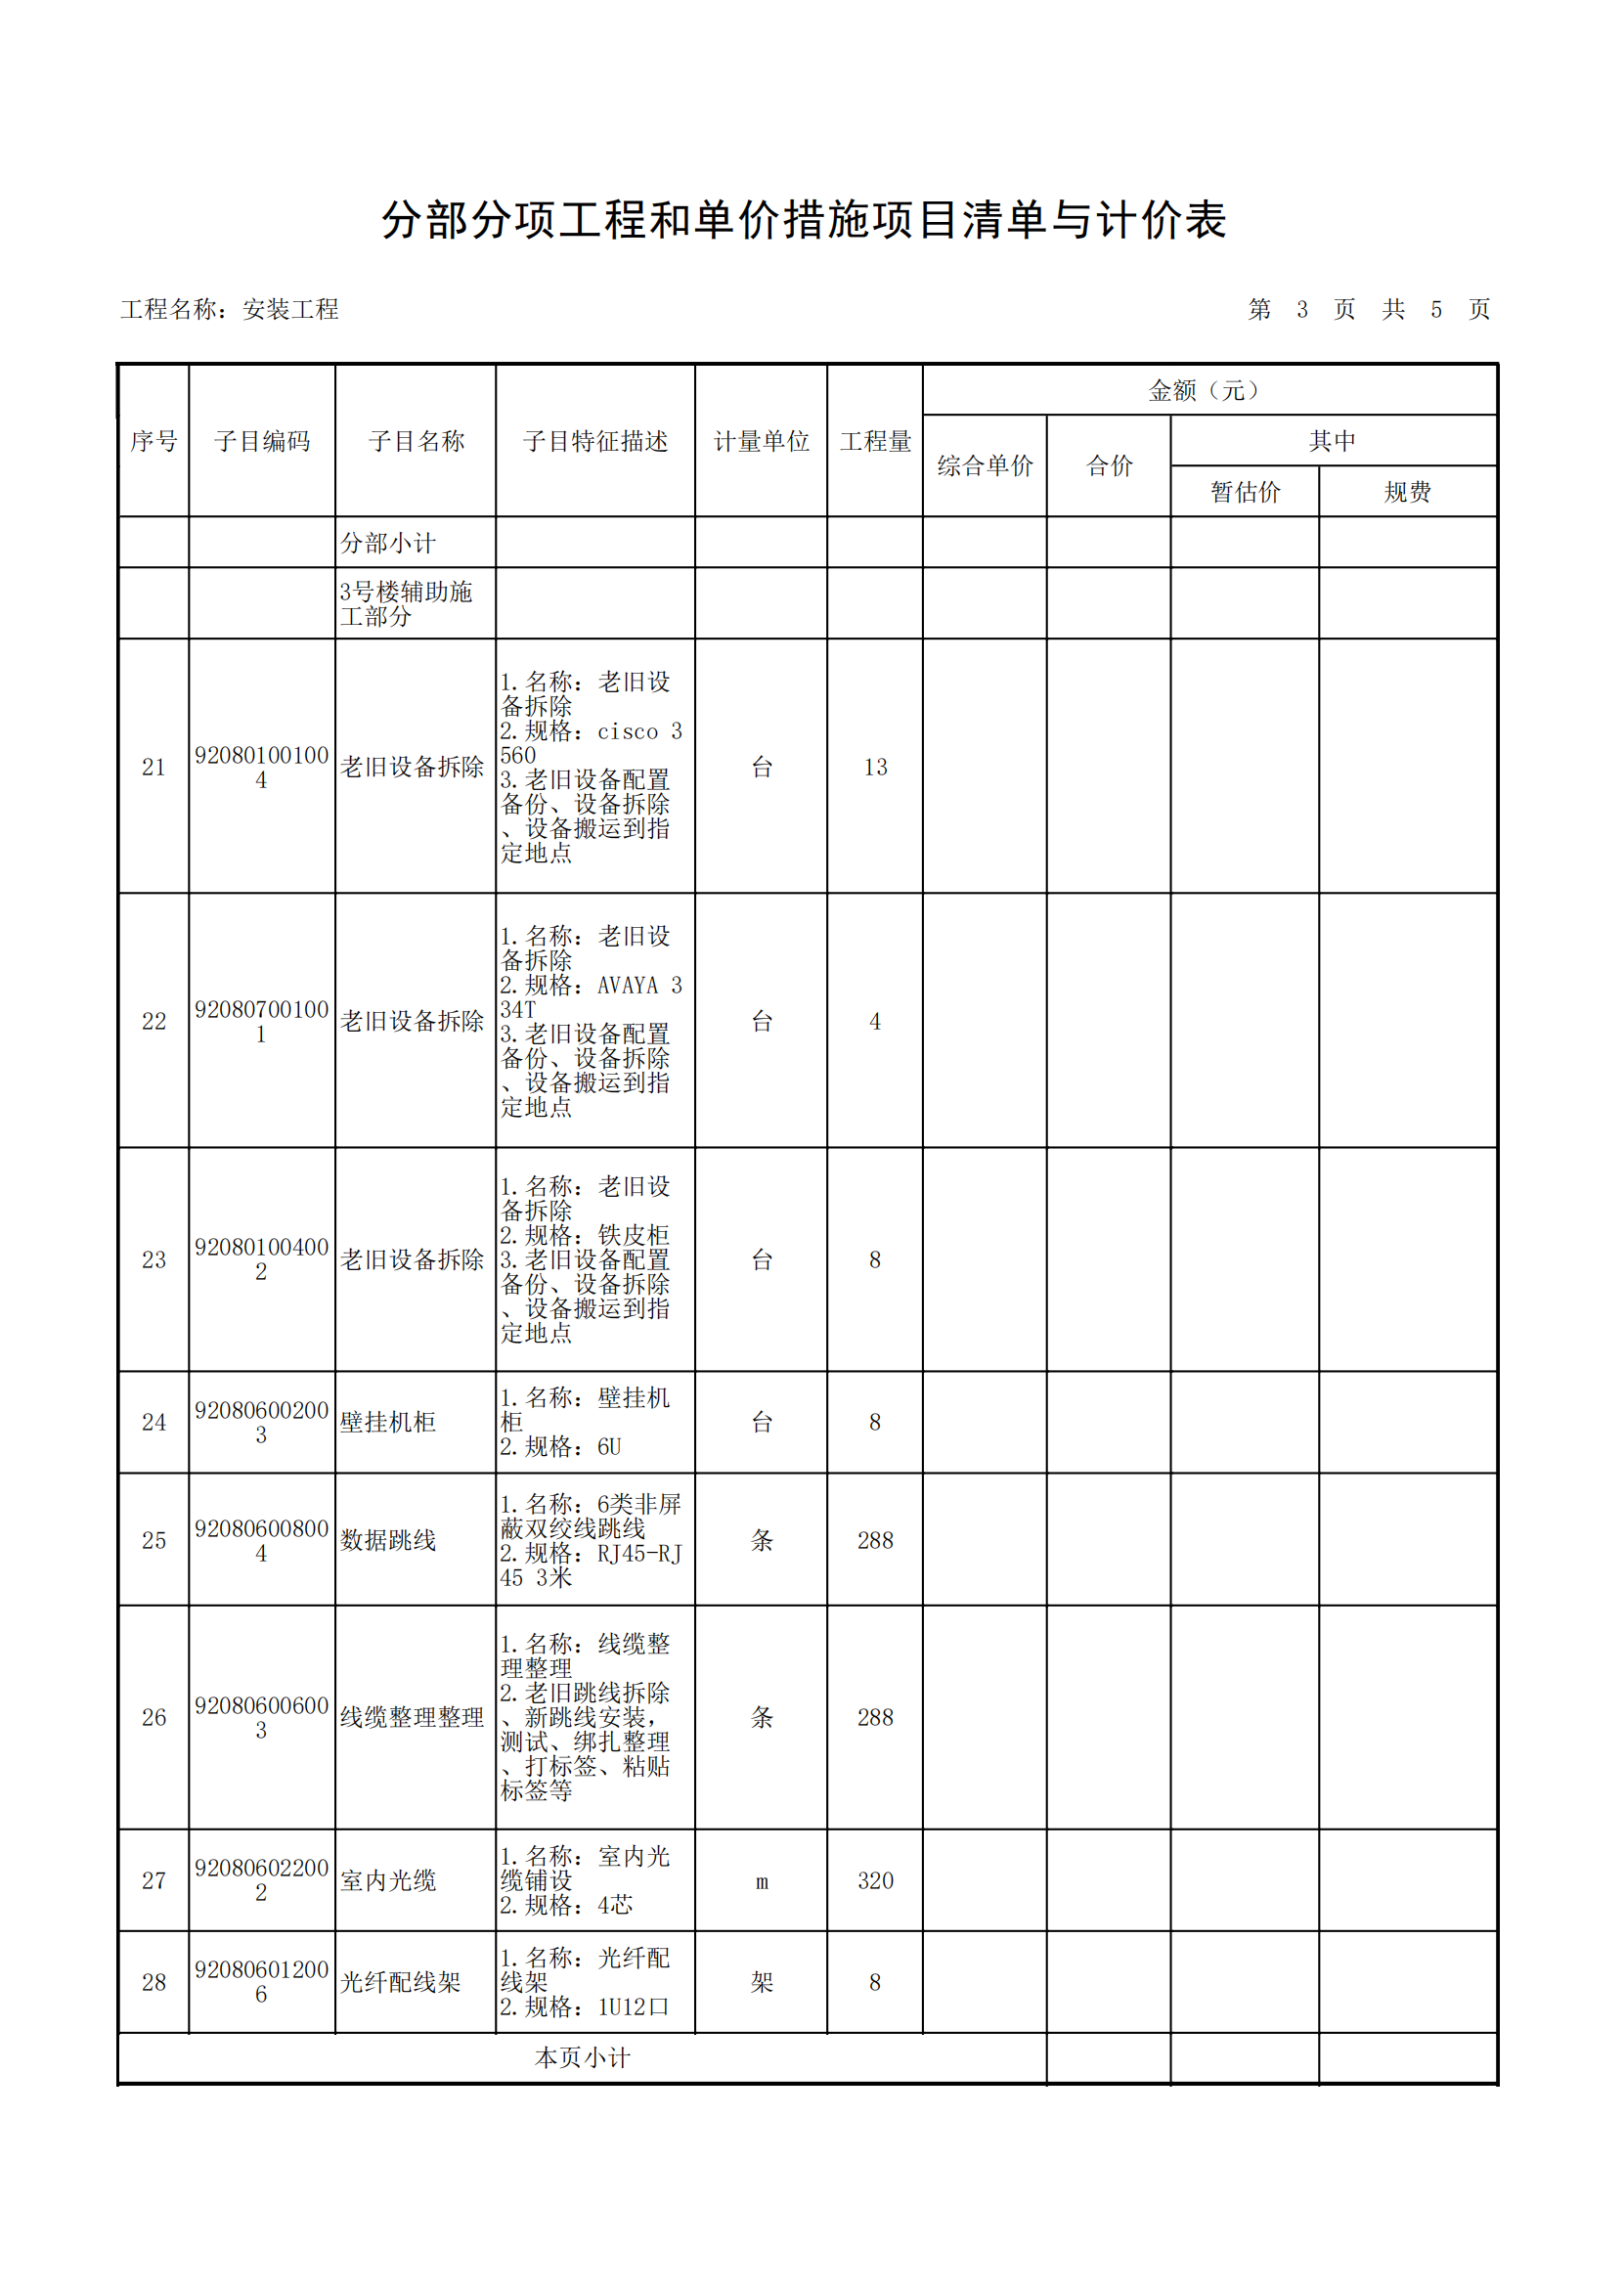 分部分项工程和单价措施项目清单与计价表
工程名称：安装工程
第 3 页 共 5 页
序号 子目编码 子目名称 子目特征描述 计量单位 工程量 金额（元）
综合单价 合价 其中
暂估价 规费
分部小计
3号楼辅助施
工部分
21
92080100100
4
老旧设备拆除
1.名称：老旧设
备拆除
2.规格：cisco 3
560
3.老旧设备配置
备份、设备拆除
、设备搬运到指
定地点
台
13
22
92080700100
1
老旧设备拆除
1.名称：老旧设
备拆除
2.规格：AVAYA 3
34T
3.老旧设备配置
备份、设备拆除
、设备搬运到指
定地点
台
4
23
92080100400
2
老旧设备拆除
1.名称：老旧设
备拆除
2.规格：铁皮柜
3.老旧设备配置
备份、设备拆除
、设备搬运到指
定地点
台
8
24
92080600200
3
壁挂机柜
1.名称：壁挂机
柜
2.规格：6U
台
8
25
92080600800
4
数据跳线
1.名称：6类非屏
蔽双绞线跳线
2.规格：RJ45-RJ
45 3米
条
288
26
92080600600
3
线缆整理整理
1.名称：线缆整
理整理
2.老旧跳线拆除
、新跳线安装，
测试、绑扎整理
、打标签、粘贴
标签等
条
288
27
92080602200
2
室内光缆
1.名称：室内光
缆铺设
2.规格：4芯
m
320
28
92080601200
6
光纤配线架
1.名称：光纤配
线架
2.规格：1U12口
架
8
本页小计